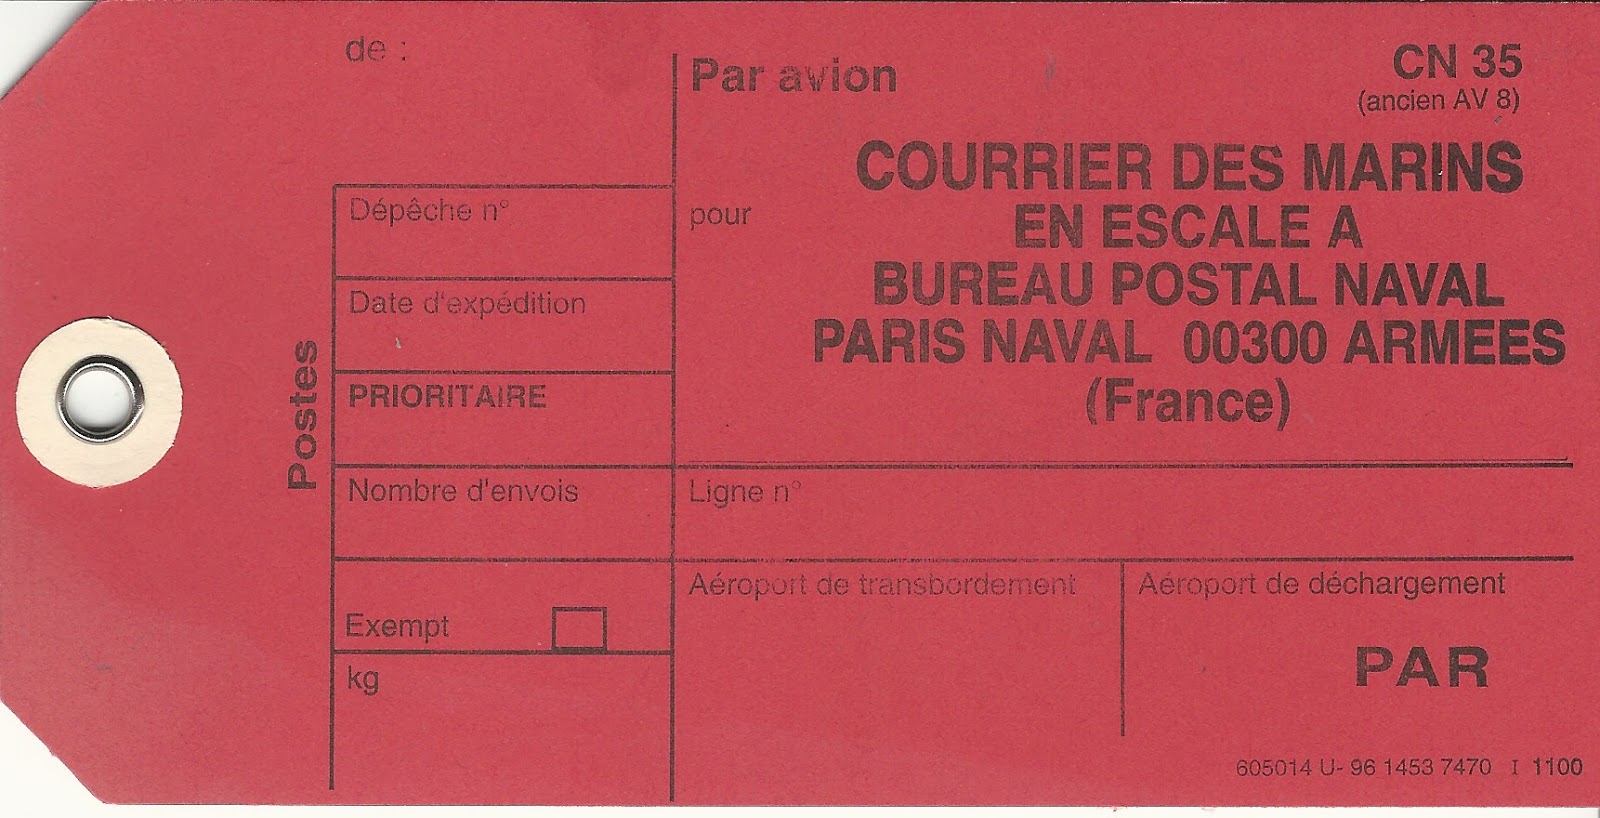 de :
Par avion
CN 35
(ancien AV 8)
COURRIER DES MARINS
EN ESCALE A
BUREAU POSTAL NAVAL
PARIS NAVAL 00300 ARMEES
(France)
pour
Postes
Dépêche n°
Date d'expédition
PRIORITAIRE
Nombre d'envois
Ligne n°
Exempt
kg
Aéroport de transbordement
Aéroport de déchargement
PAR
605014 U- 96 1453 7470 I 1100